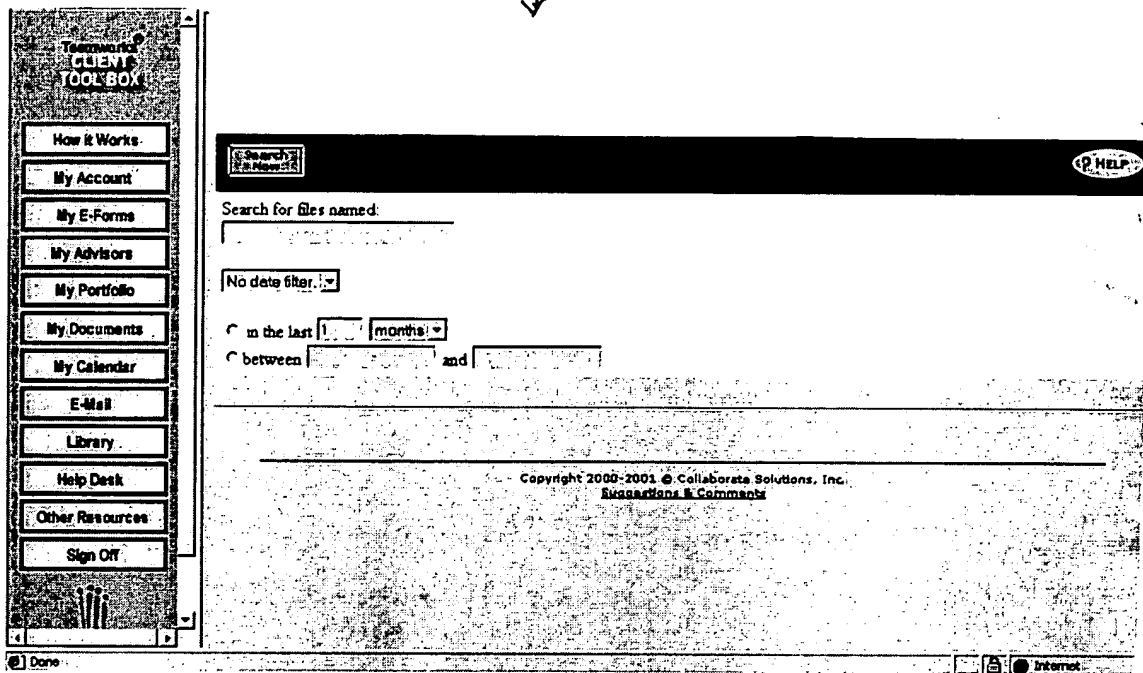 Teamworks
CLIENT
TOOL BOX
How it Works
My Account
My E-Forms
My Advisors
My Portfolio
My Documents
My Calendar
E-Mail
Library
Help Desk
Other Resources
Sign Off
Search
Now
? HELP
Search for files named:
No date filter.
in the last 1 months
between and
Copyright 2000-2001 © Collaborate Solutions, Inc.
Suggestions & Comments
Done
Internet